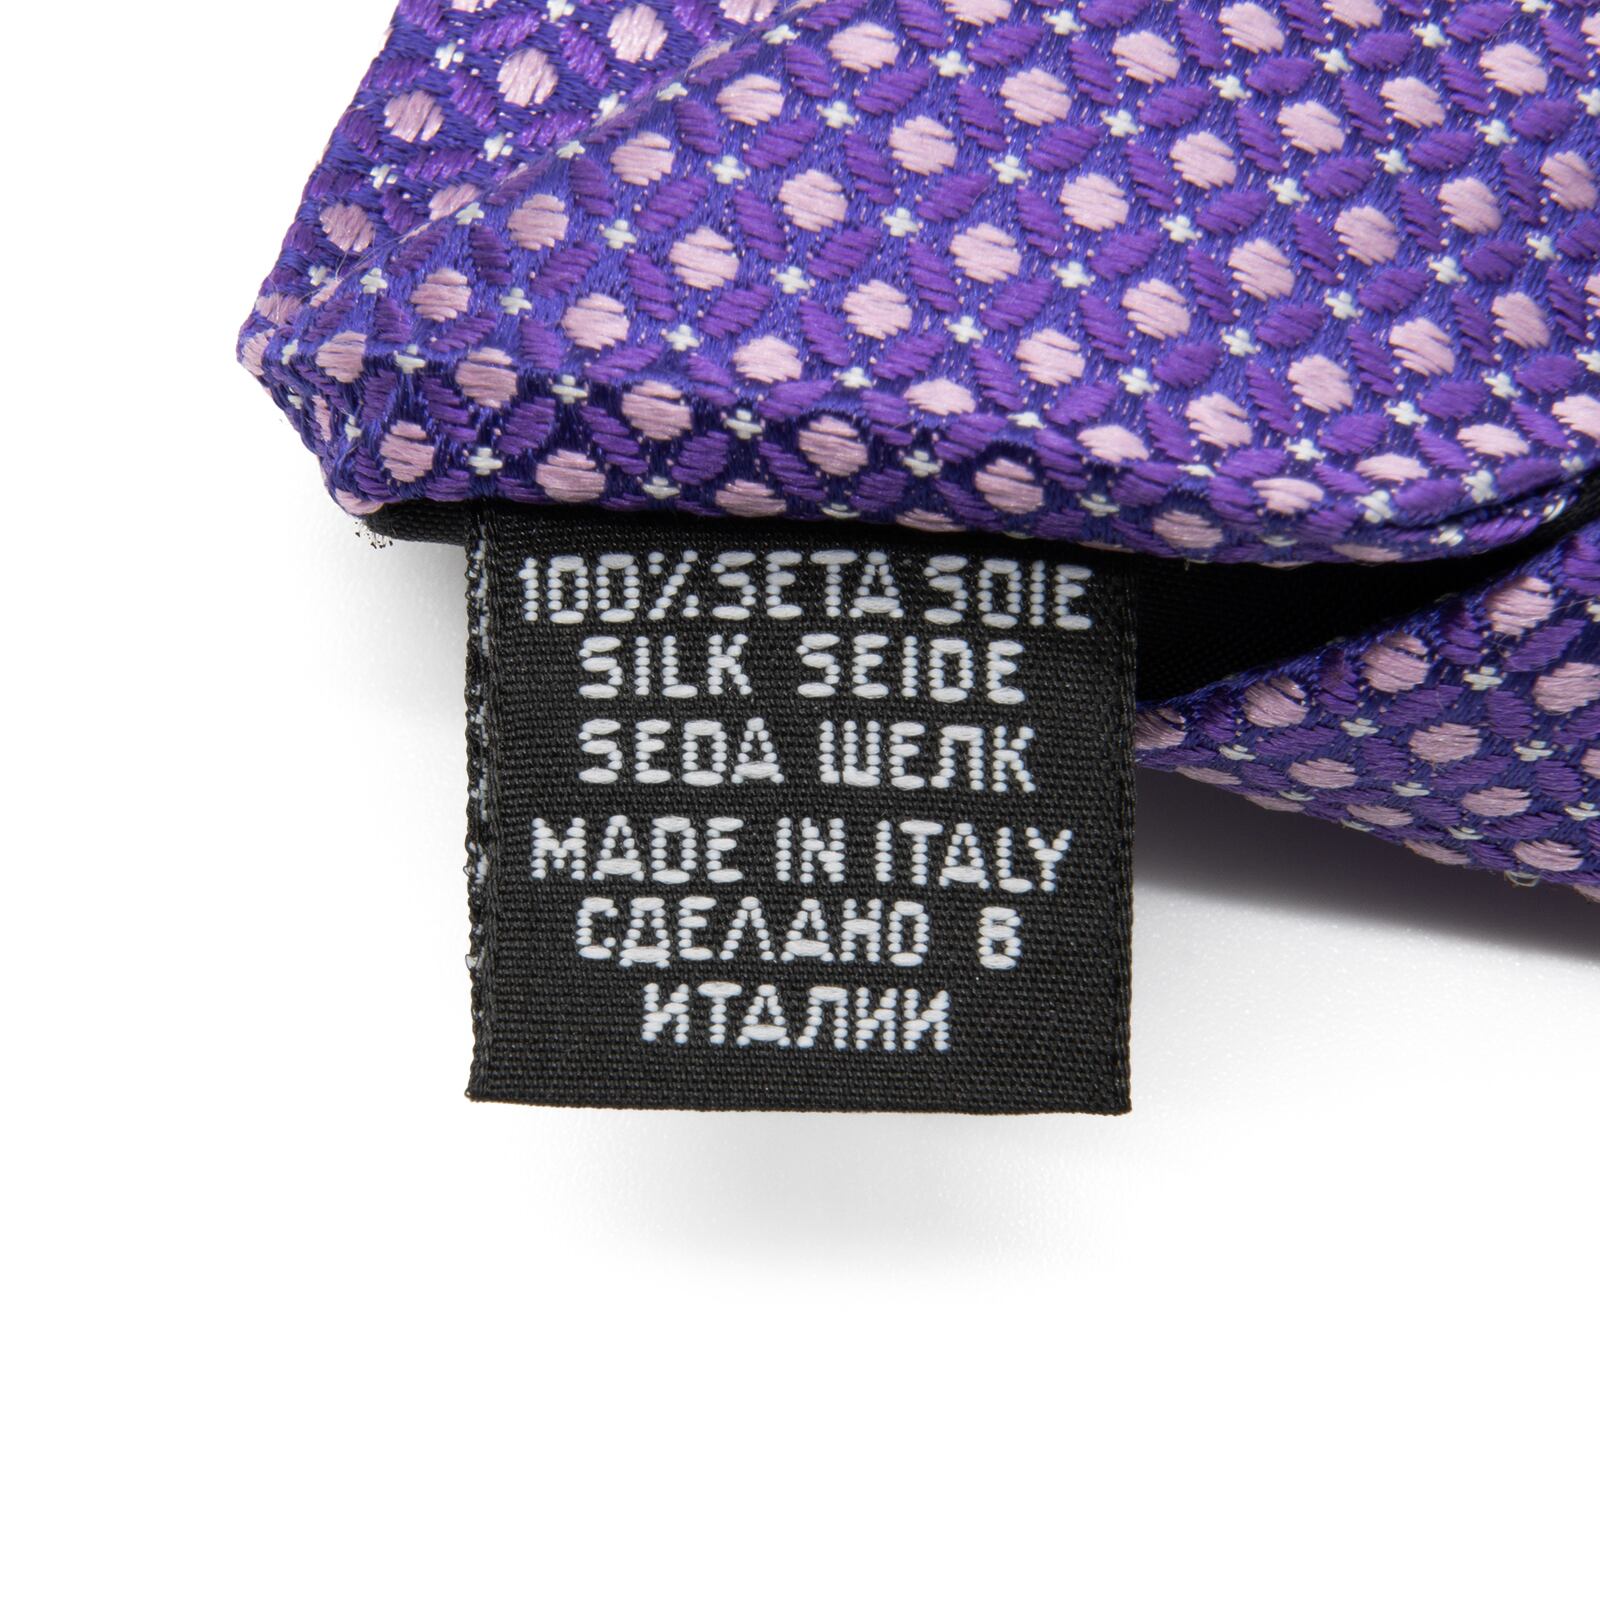 100% SETA SOIE
SILK SEIDE
SEDA ШЕЛК
MADE IN ITALY
СДЕЛАНО В
ИТАЛИИ